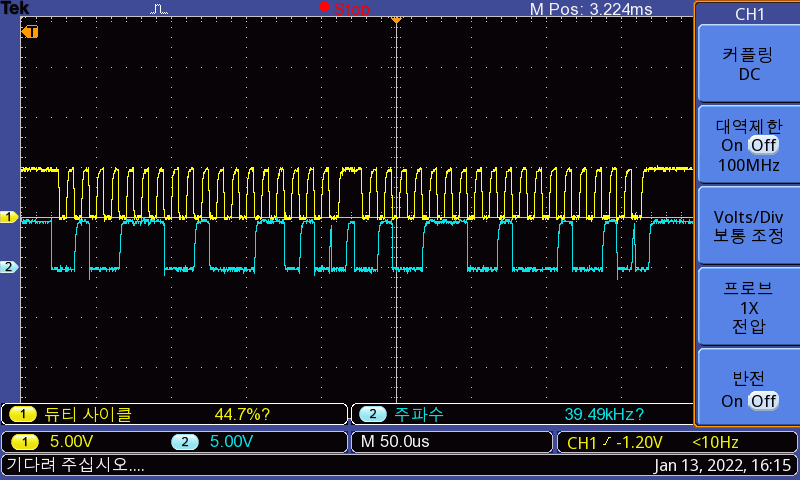 Tek Stop M Pos: 3.224ms CH1
T
커플링
DC
대역제한
On Off
100MHz
1
Volts/Div
보통 조정
2
프로브
1X
전압
반전
On Off
1 듀티 사이클 44.7%? 2 주파수 39.49kHz?
1 5.00V 2 5.00V M 50.0us CH1 -1.20V <10Hz
기다려 주십시오.... Jan 13, 2022, 16:15